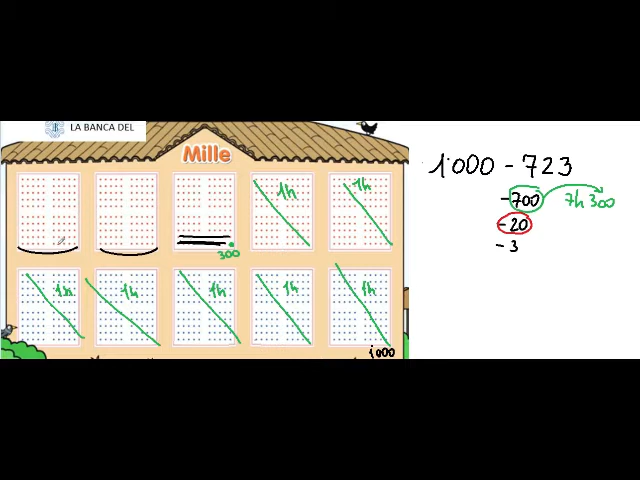 LA BANCA DEL
Mille
1h
1h
300
1h
1h
1h
1h
1h
1000
1000 - 723
- 700
7h 300
- 20
- 3